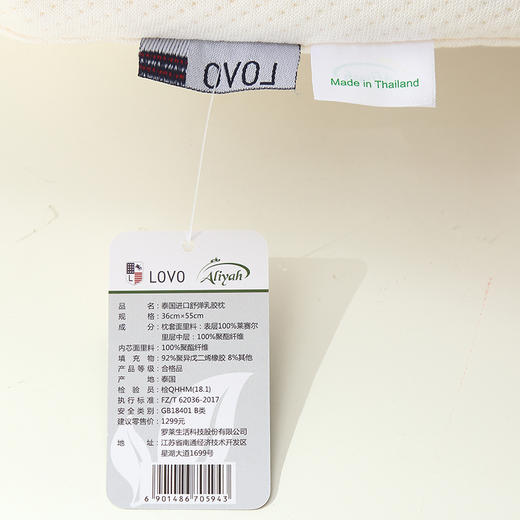 LOVO
Made in Thailand
L
LOVO
Aliyah
品 名：泰国进口舒弹乳胶枕
规 格：36cm×55cm
成 分：枕套面里料：表层100%莱赛尔
里层中层：100%聚酯纤维
内芯面里料：100%聚酯纤维
填 充 物：92%聚异戊二烯橡胶 8%其他
产品等级：合格品
产 地：泰国
检 验 员：检QHHM(18.1)
执行标准：FZ/T 62036-2017
安全类别：GB18401 B类
建议零售价：1299元
罗莱生活科技股份有限公司
地 址：江苏省南通经济技术开发区
星湖大道1699号
6 901486 705943